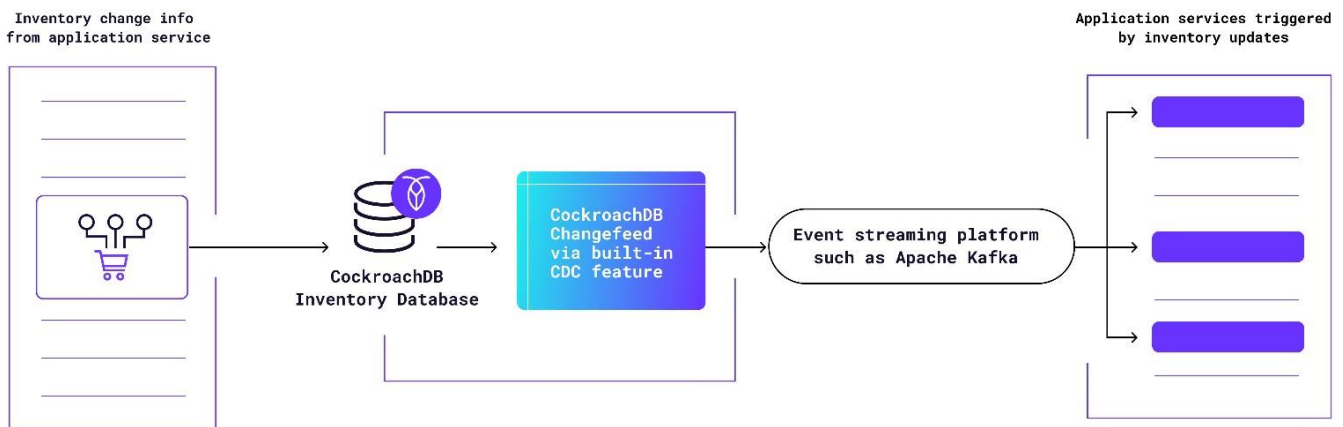 Inventory change info
from application service
CockroachDB
Inventory Database
CockroachDB
Changefeed
via built-in
CDC feature
Event streaming platform
such as Apache Kafka
Application services triggered
by inventory updates